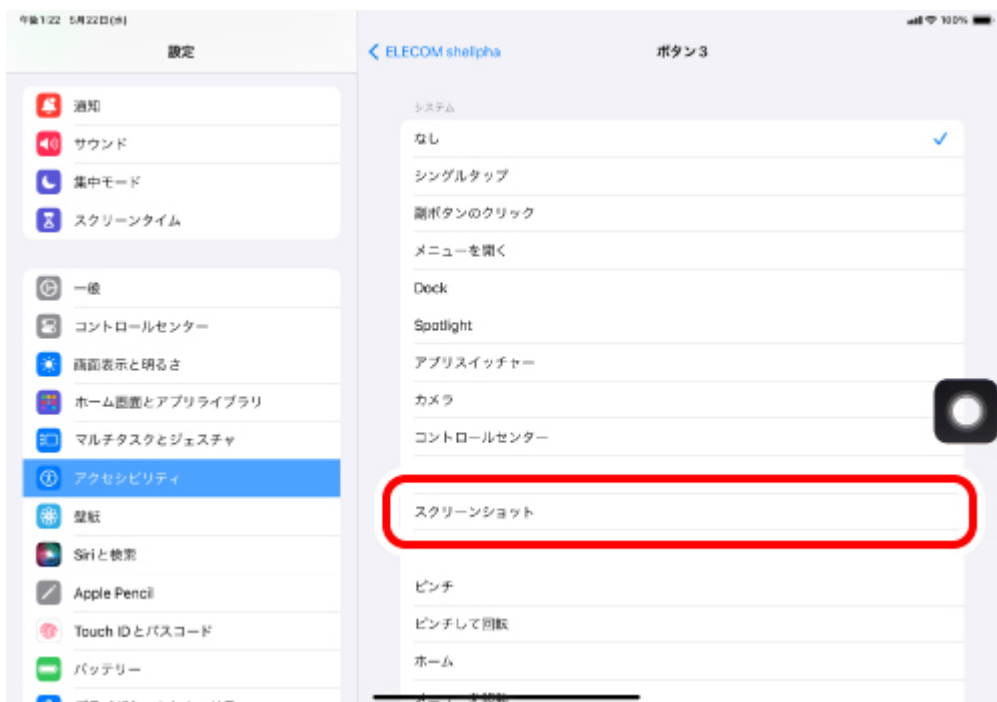 午後1:22 5月22日(水)
100%
設定
通知
サウンド
集中モード
スクリーンタイム
一般
コントロールセンター
画面表示と明るさ
ホーム画面とアプリライブラリ
マルチタスクとジェスチャ
アクセシビリティ
壁紙
Siriと検索
Apple Pencil
Touch IDとパスコード
バッテリー
ELECOM shellpha
ボタン3
システム
なし
シングルタップ
副ボタンのクリック
メニューを開く
Dock
Spotlight
アプリスイッチャー
カメラ
コントロールセンター
スクリーンショット
ピンチ
ピンチして回転
ホーム